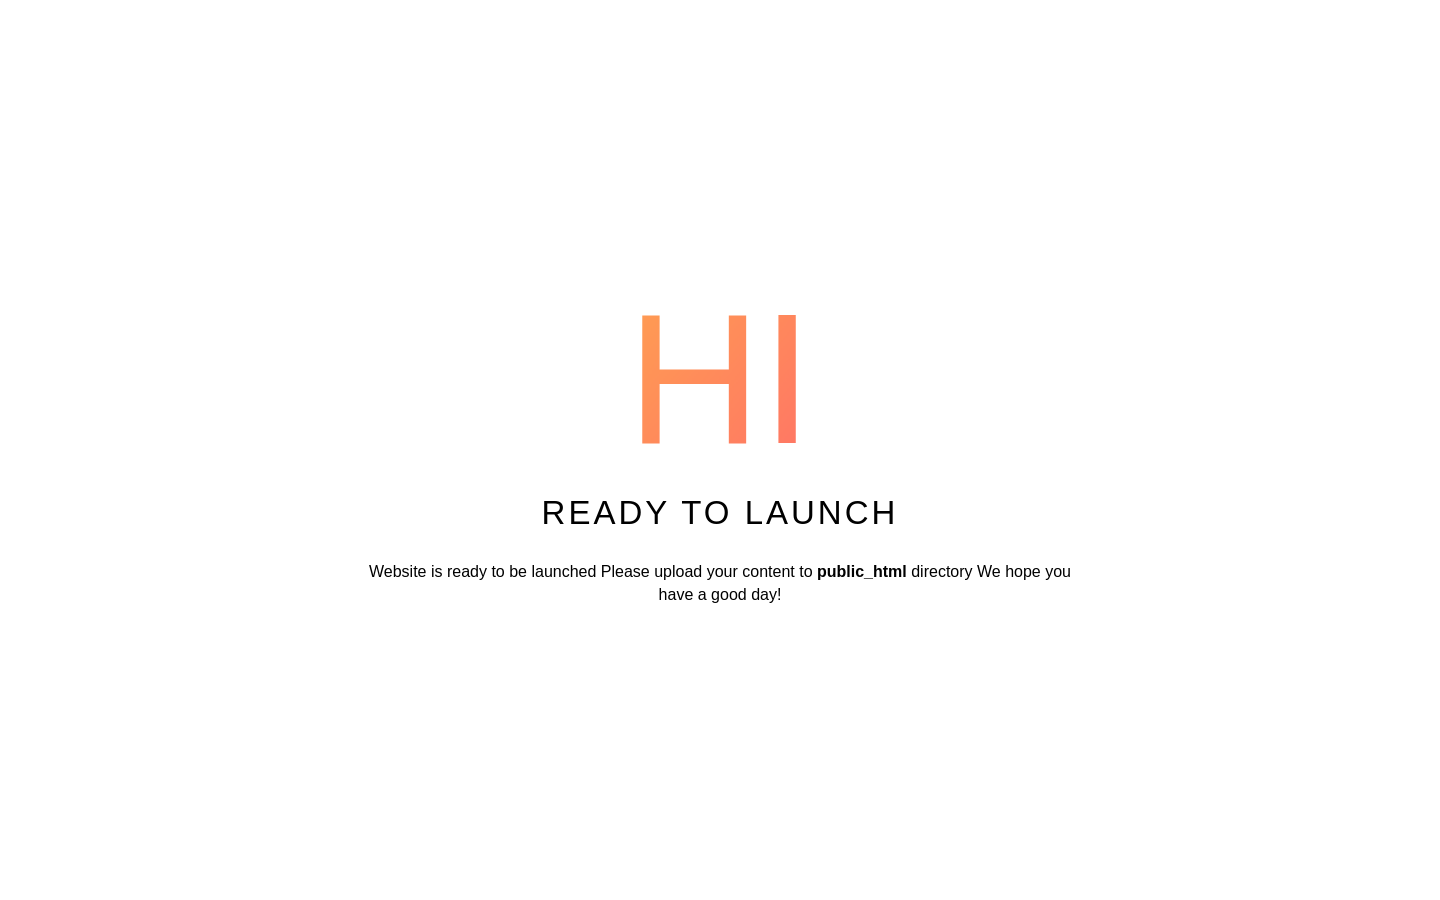 HI
READY TO LAUNCH
Website is ready to be launched Please upload your content to public_html directory We hope you
have a good day!